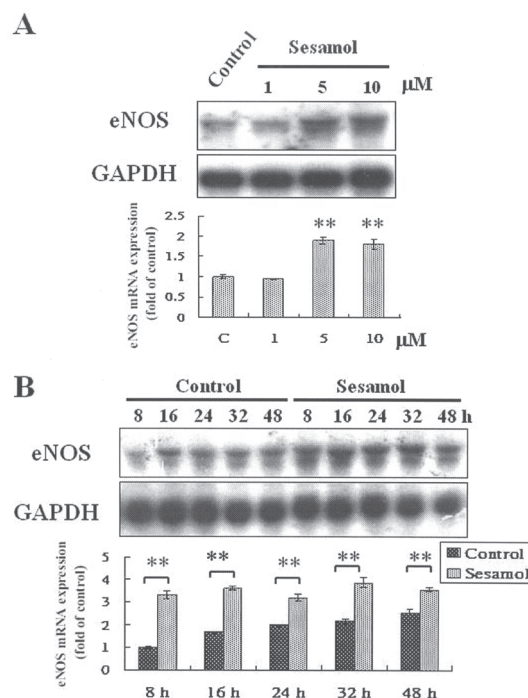 A
Control
Sesamol
1 5 10 μM
eNOS
GAPDH
eNOS mRNA expression
(fold of control)
2.5
2
1.5
1
0.5
0
** **
C 1 5 10 μM
B
Control Sesamol
8 16 24 32 48 8 16 24 32 48 h
eNOS
GAPDH
eNOS mRNA expression
(fold of control)
5
4
3
2
1
0
** ** ** ** **
Control
Sesamol
8 h 16 h 24 h 32 h 48 h